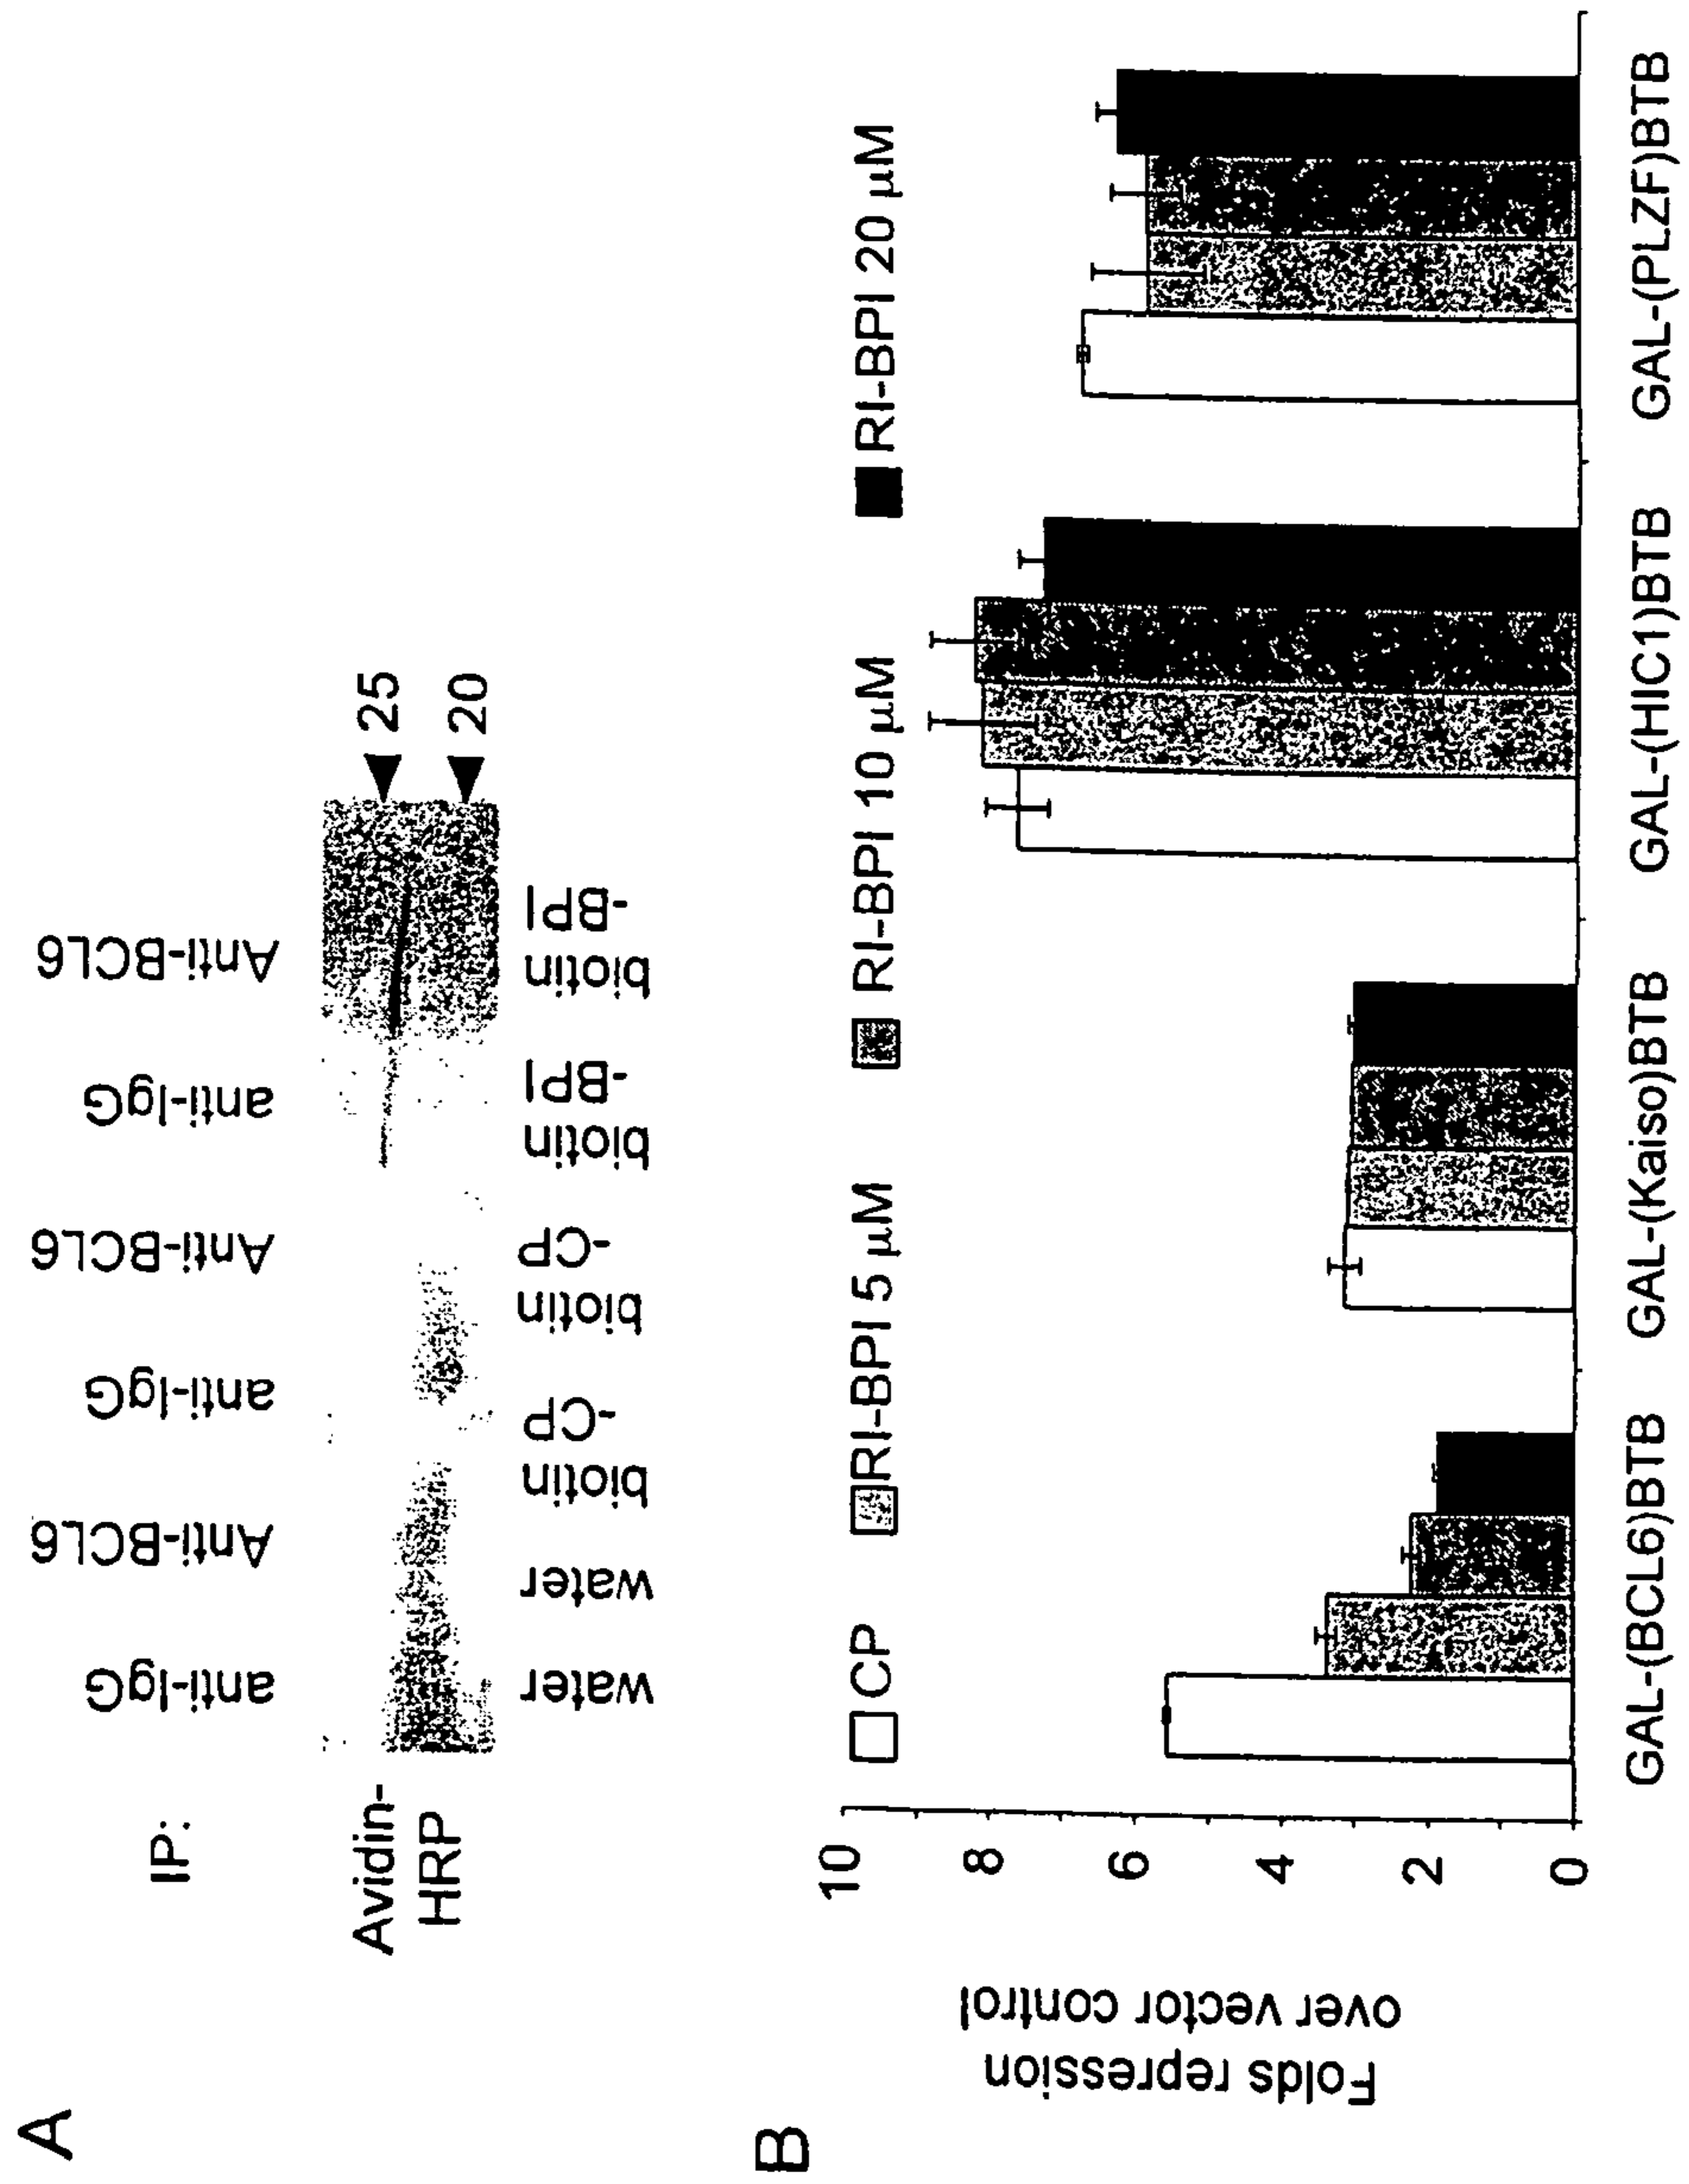 A
IP:
anti-IgG Anti-BCL6 anti-IgG Anti-BCL6 anti-IgG Anti-BCL6
Avidin-
HRP
25
20
water water biotin biotin biotin biotin
-CP -CP -BPI -BPI
B
CP RI-BPI 5 μM RI-BPI 10 μM RI-BPI 20 μM
Folds repression
over vector control
10
8
6
4
2
0
GAL-(BCL6)BTB GAL-(Kaiso)BTB GAL-(HIC1)BTB GAL-(PLZF)BTB